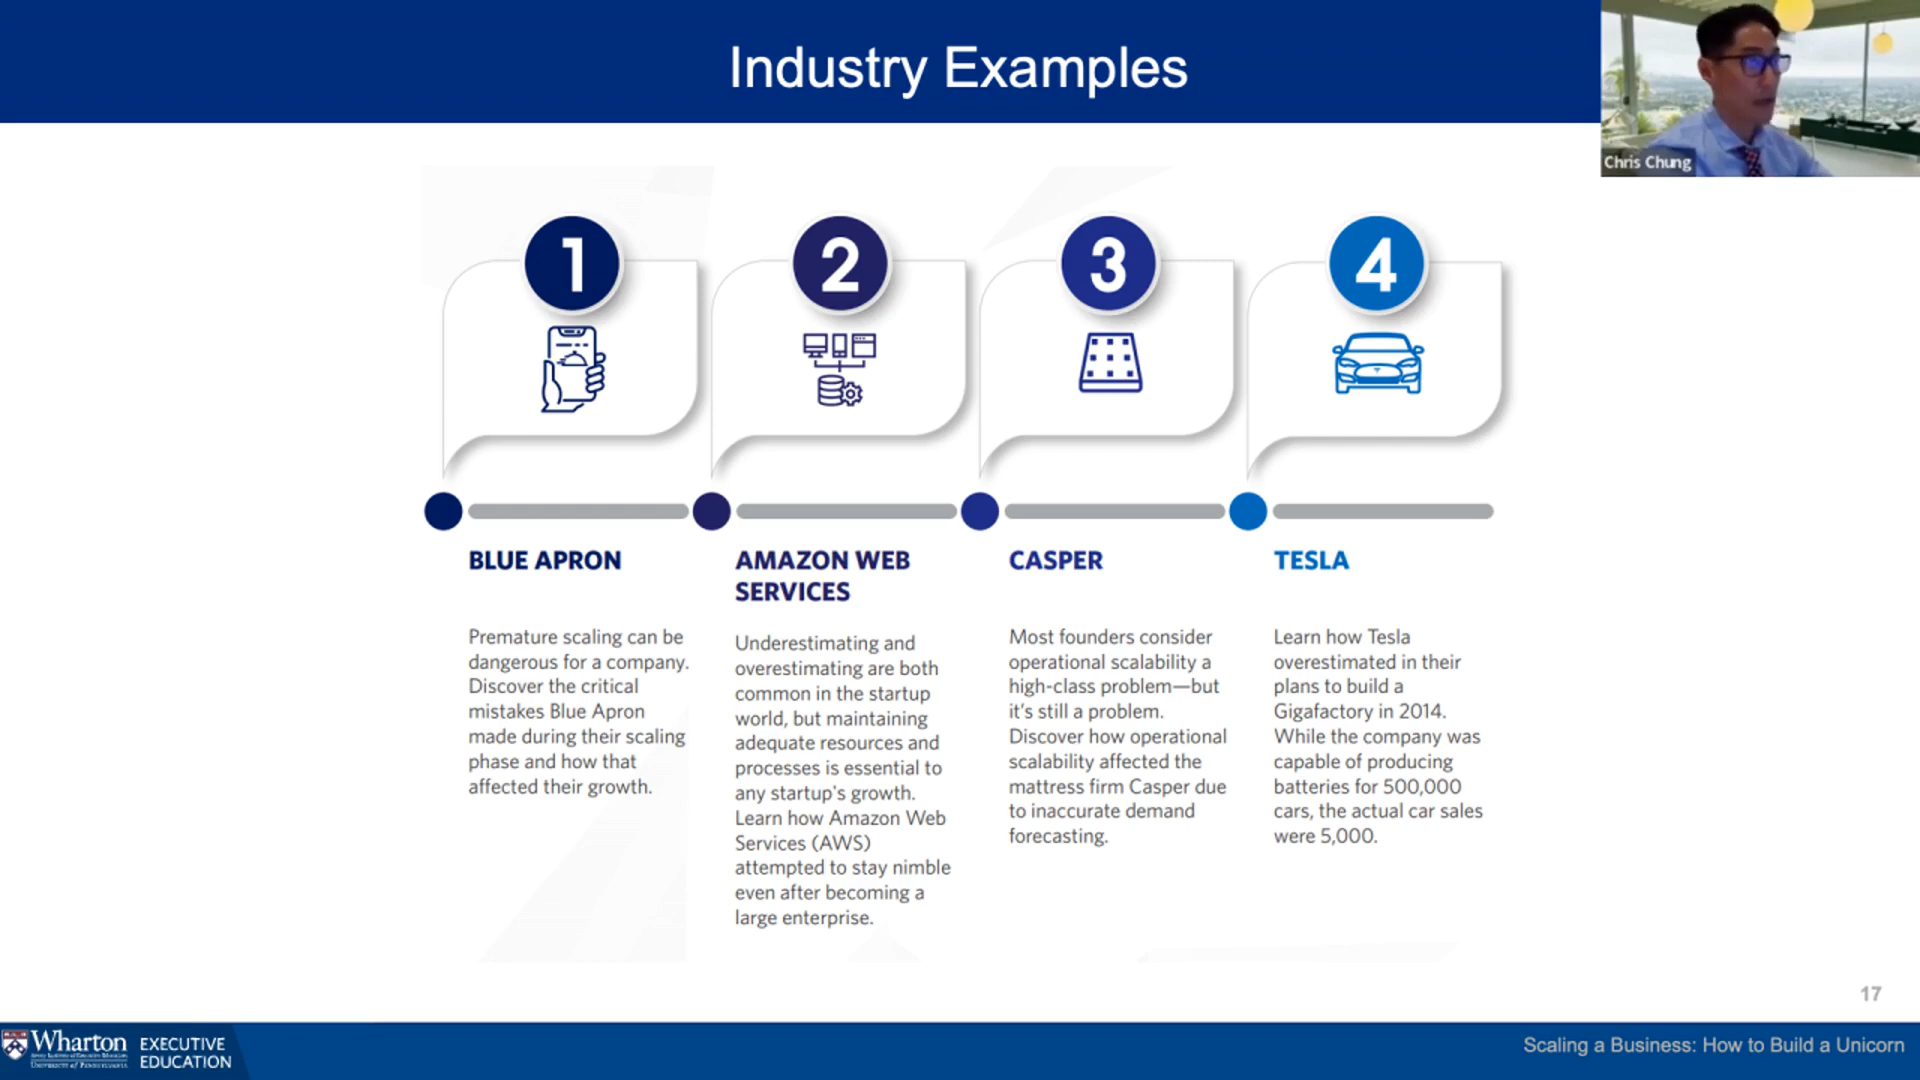 Industry Examples
Chris Chung
1
2
3
4
BLUE APRON
Premature scaling can be
dangerous for a company.
Discover the critical
mistakes Blue Apron
made during their scaling
phase and how that
affected their growth.
AMAZON WEB
SERVICES
Underestimating and
overestimating are both
common in the startup
world, but maintaining
adequate resources and
processes is essential to
any startup's growth.
Learn how Amazon Web
Services (AWS)
attempted to stay nimble
even after becoming a
large enterprise.
CASPER
Most founders consider
operational scalability a
high-class problem—but
it's still a problem.
Discover how operational
scalability affected the
mattress firm Casper due
to inaccurate demand
forecasting.
TESLA
Learn how Tesla
overestimated in their
plans to build a
Gigafactory in 2014.
While the company was
capable of producing
batteries for 500,000
cars, the actual car sales
were 5,000.
17
Wharton
UNIVERSITY of PENNSYLVANIA
EXECUTIVE
EDUCATION
Scaling a Business: How to Build a Unicorn